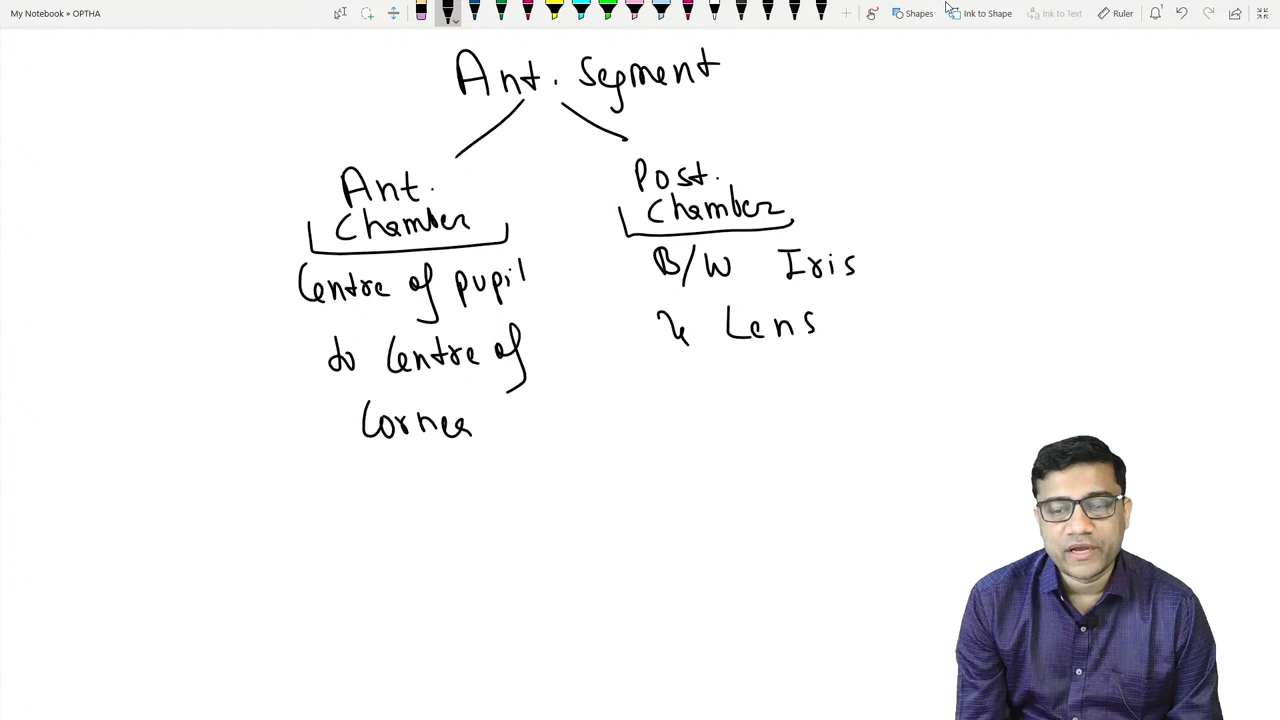 My Notebook » OPTHA
Shapes
Ink to Shape
Ink to Text
Ruler
Ant. Segment
Ant.
Chamber
Centre of pupil
to Centre of
Cornea
Post.
Chamber
B/W Iris
& Lens